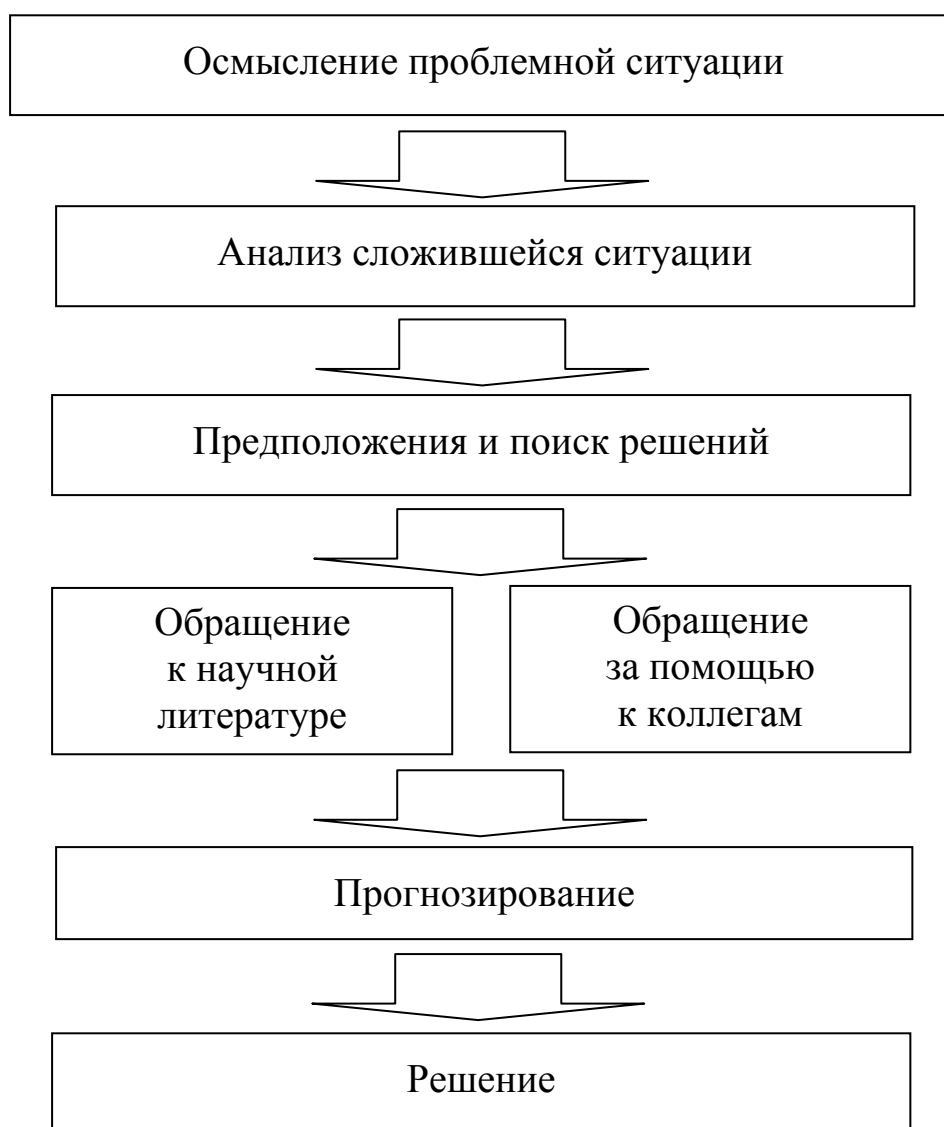 Осмысление проблемной ситуации
Анализ сложившейся ситуации
Предположения и поиск решений
Обращение
к научной
литературе
Обращение
за помощью
к коллегам
Прогнозирование
Решение